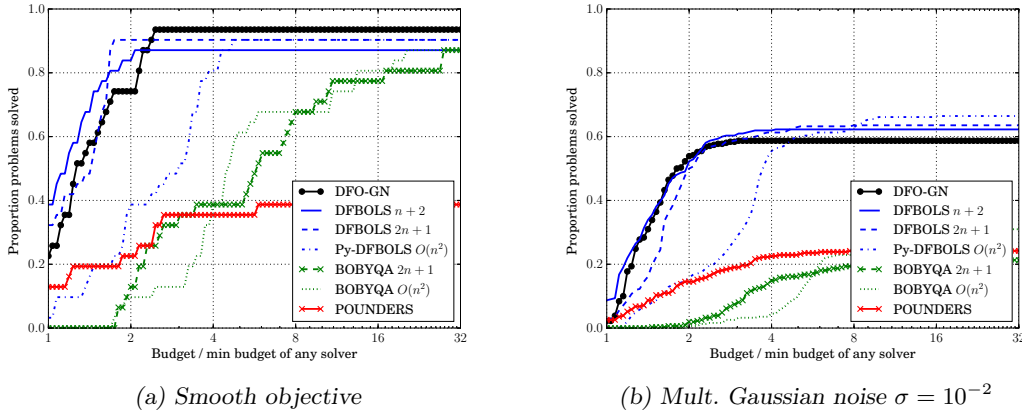 Proportion problems solved
1.0
0.8
0.6
0.4
0.2
0.0
1 2 4 8 16 32
Budget / min budget of any solver
DFO-GN
DFBOLS n + 2
DFBOLS 2n + 1
Py-DFBOLS O(n²)
BOBYQA 2n + 1
BOBYQA O(n²)
POUNDERS
(a) Smooth objective
Proportion problems solved
1.0
0.8
0.6
0.4
0.2
0.0
1 2 4 8 16 32
Budget / min budget of any solver
DFO-GN
DFBOLS n + 2
DFBOLS 2n + 1
Py-DFBOLS O(n²)
BOBYQA 2n + 1
BOBYQA O(n²)
POUNDERS
(b) Mult. Gaussian noise σ = 10⁻²